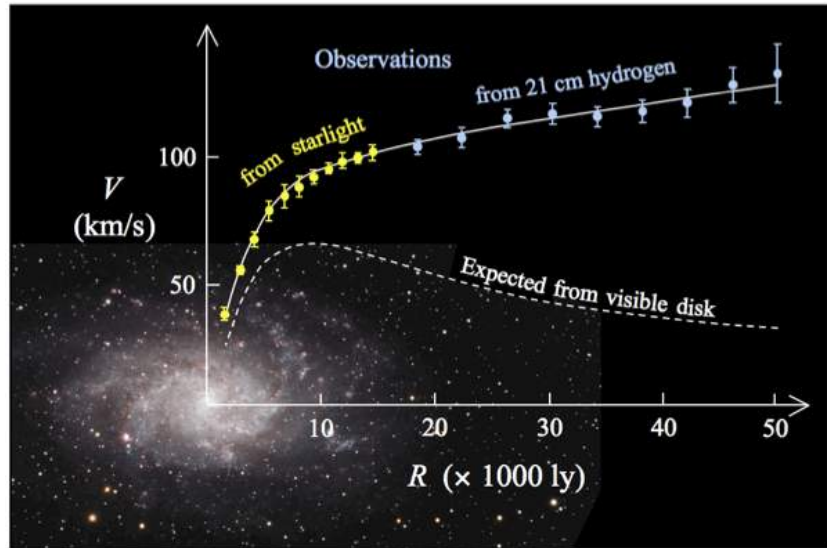 Observations
from 21 cm hydrogen
from starlight
100
V
(km/s)
50
Expected from visible disk
10 20 30 40 50
R (× 1000 ly)